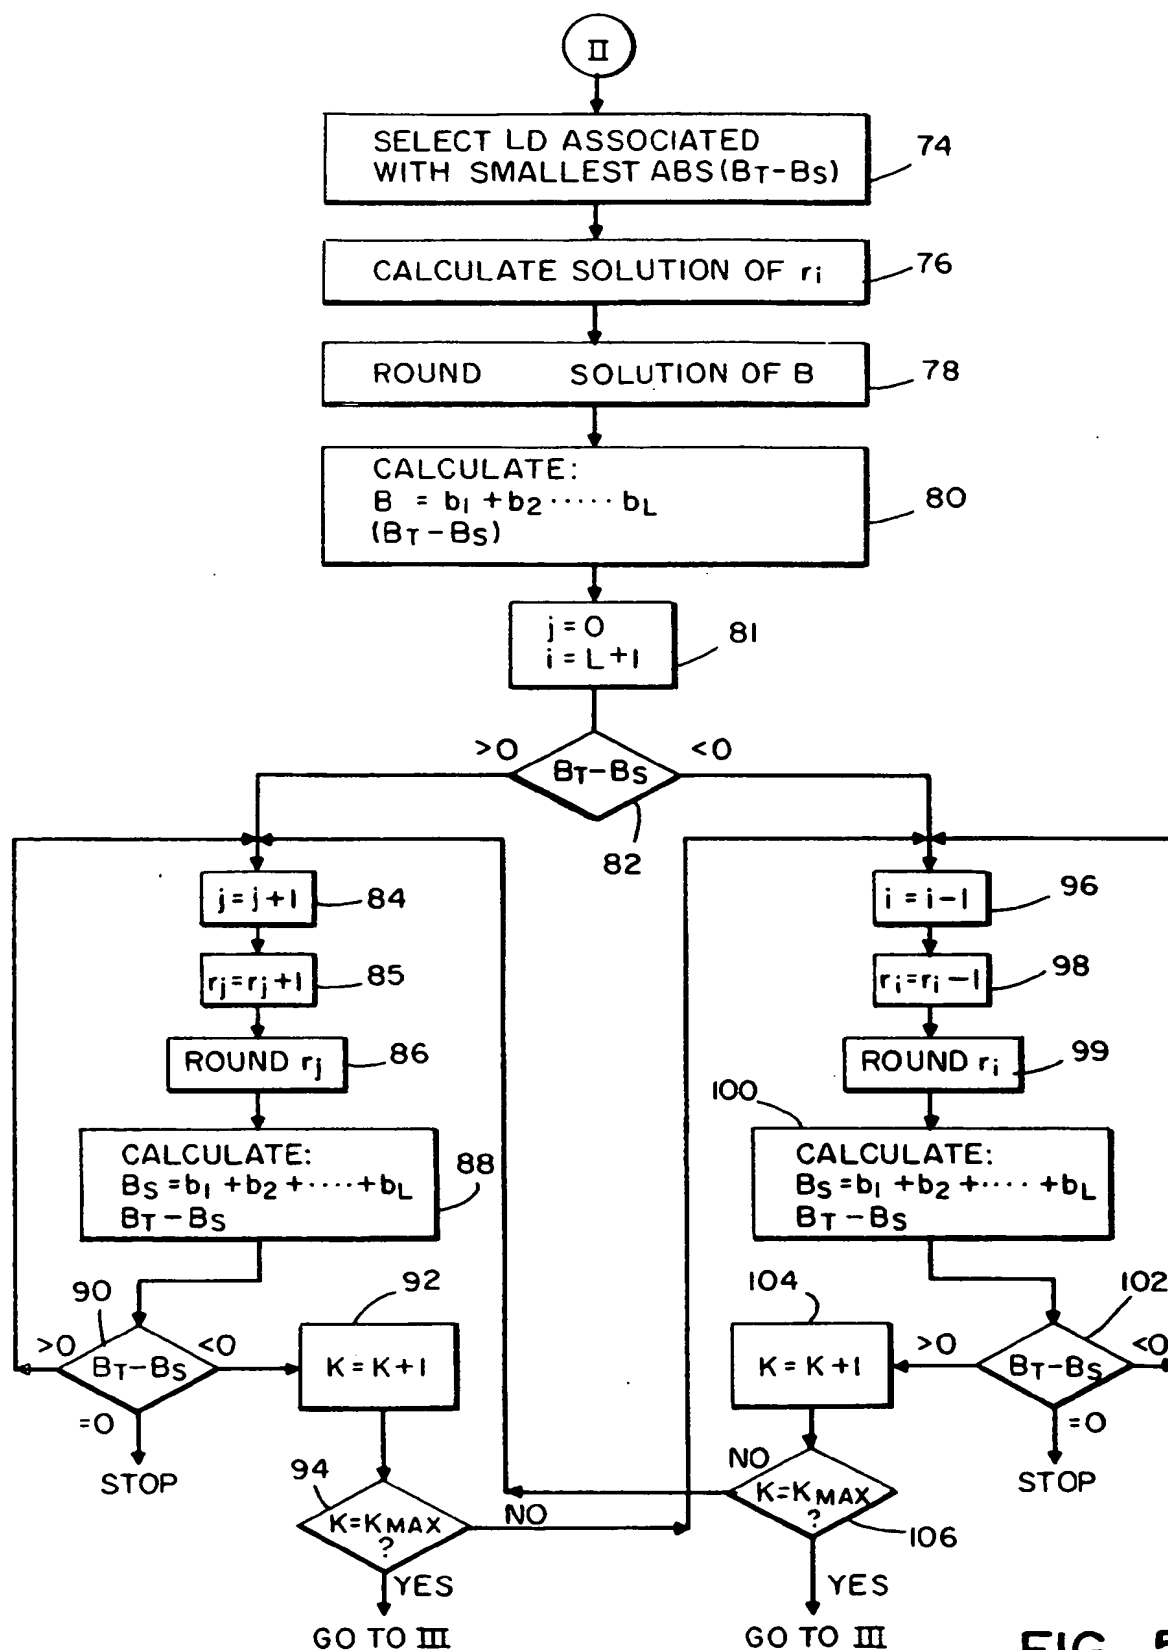 II
SELECT LD ASSOCIATED
WITH SMALLEST ABS(BT-BS)
74
CALCULATE SOLUTION OF ri
76
ROUND SOLUTION OF B
78
CALCULATE:
B = b1 + b2 ····· bL
(BT - BS)
80
j = 0
i = L + 1
81
>0
BT - BS
<0
82
j = j + 1
84
rj = rj + 1
85
ROUND rj
86
CALCULATE:
BS = b1 + b2 + ···· + bL
BT - BS
88
90
>0
BT - BS
<0
=0
STOP
92
K = K + 1
94
K = KMAX
?
NO
YES
GO TO III
i = i - 1
96
ri = ri - 1
98
ROUND ri
99
100
CALCULATE:
BS = b1 + b2 + ···· + bL
BT - BS
102
>0
BT - BS
<0
=0
STOP
104
K = K + 1
NO
K = KMAX
?
106
YES
GO TO III
FIG.